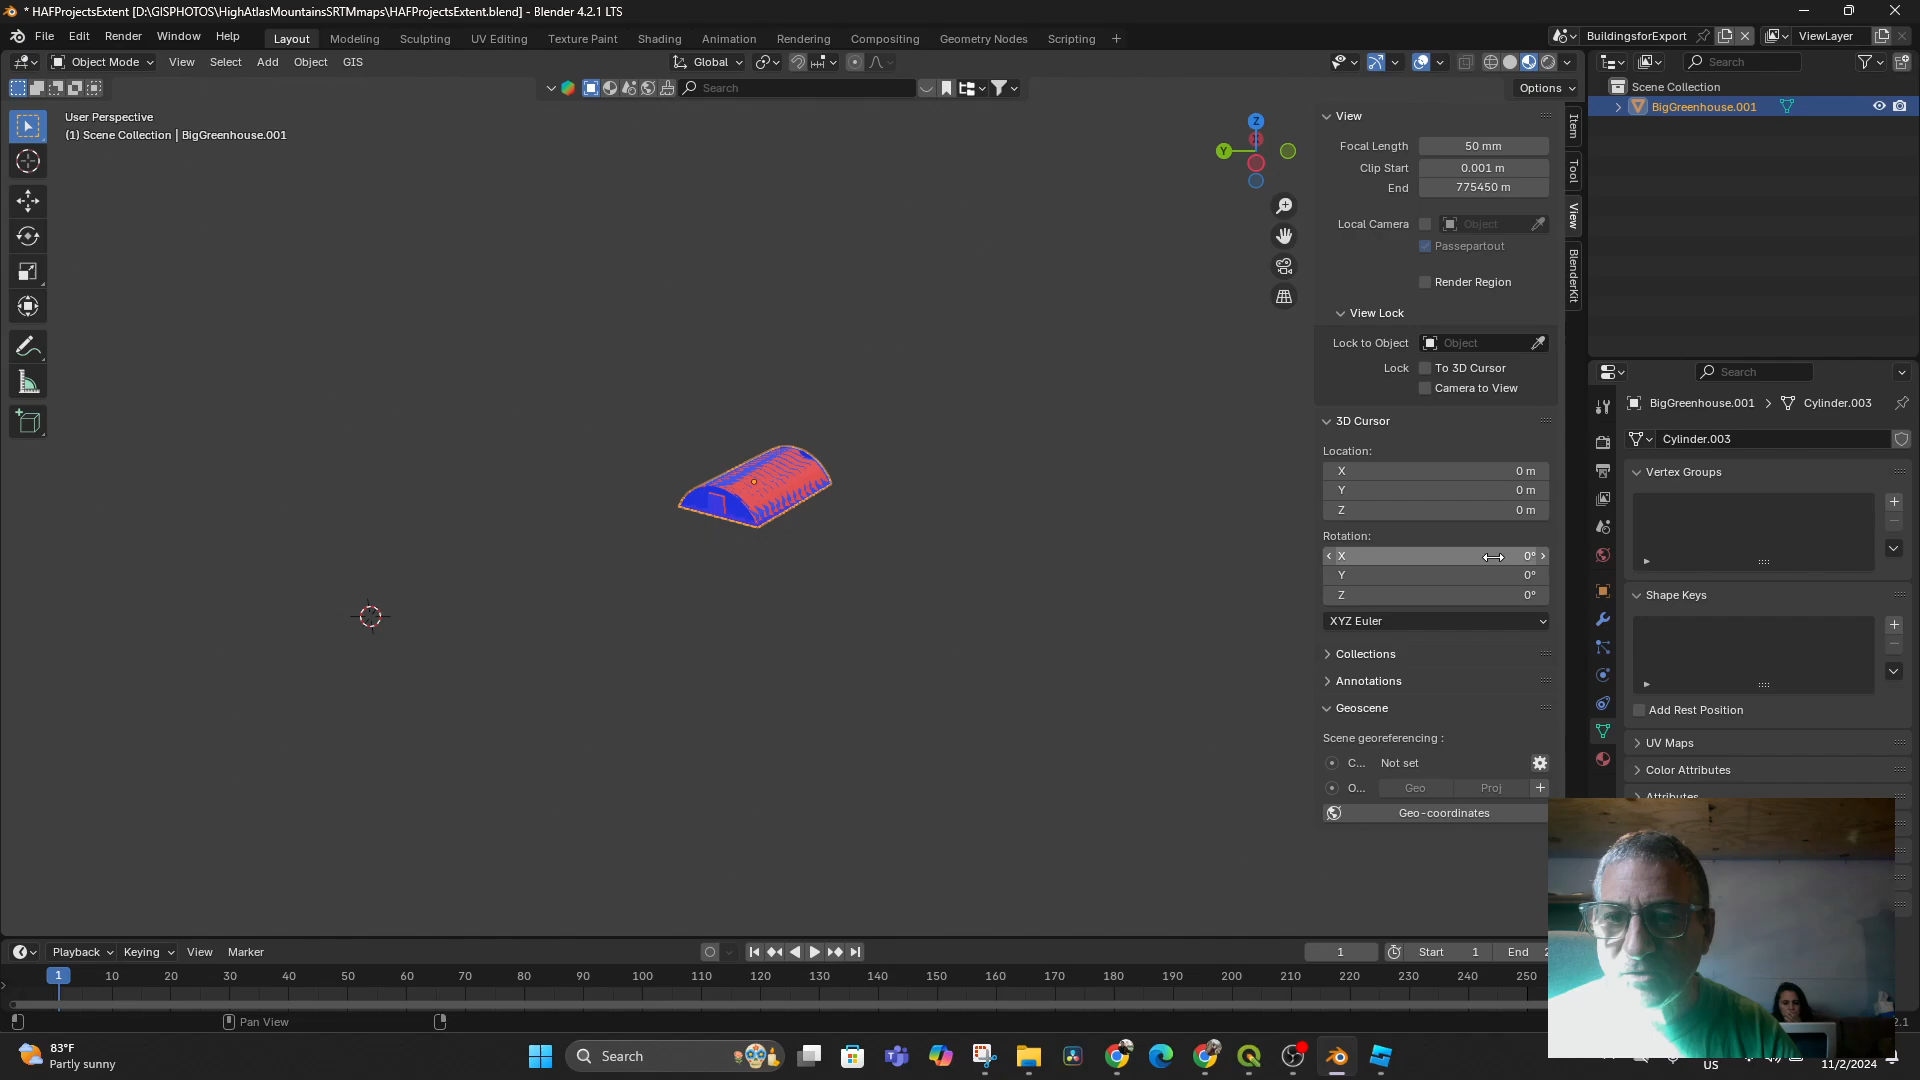 * HAFProjectsExtent [D:\GISPHOTOS\HighAtlasMountainsSRTMmaps\HAFProjectsExtent.blend] - Blender 4.2.1 LTS
File Edit Render Window Help Layout Modeling Sculpting UV Editing Texture Paint Shading Animation Rendering Compositing Geometry Nodes Scripting + BuildingsforExport ViewLayer
Object Mode View Select Add Object GIS Global Search
Search Options
Scene Collection
BigGreenhouse.001
User Perspective
(1) Scene Collection | BigGreenhouse.001
Z
X
Y
View
Focal Length 50 mm
Clip Start 0.001 m
End 775450 m
Local Camera Object
Passepartout
Render Region
View Lock
Lock to Object Object
Lock To 3D Cursor
Camera to View
3D Cursor
Location:
X 0 m
Y 0 m
Z 0 m
Rotation:
X 0°
Y 0°
Z 0°
XYZ Euler
Collections
Annotations
Geoscene
Scene georeferencing :
C... Not set
O... Geo Proj +
Geo-coordinates
Item
Tool
View
BlenderKit
Search
BigGreenhouse.001 > Cylinder.003
Cylinder.003
Vertex Groups
Shape Keys
Add Rest Position
UV Maps
Color Attributes
Attributes
Playback Keying View Marker 1 Start 1 End 2
1 10 20 30 40 50 60 70 80 90 100 110 120 130 140 150 160 170 180 190 200 210 220 230 240 250
Pan View
2.1
83°F
Partly sunny
Search
US
11/2/2024